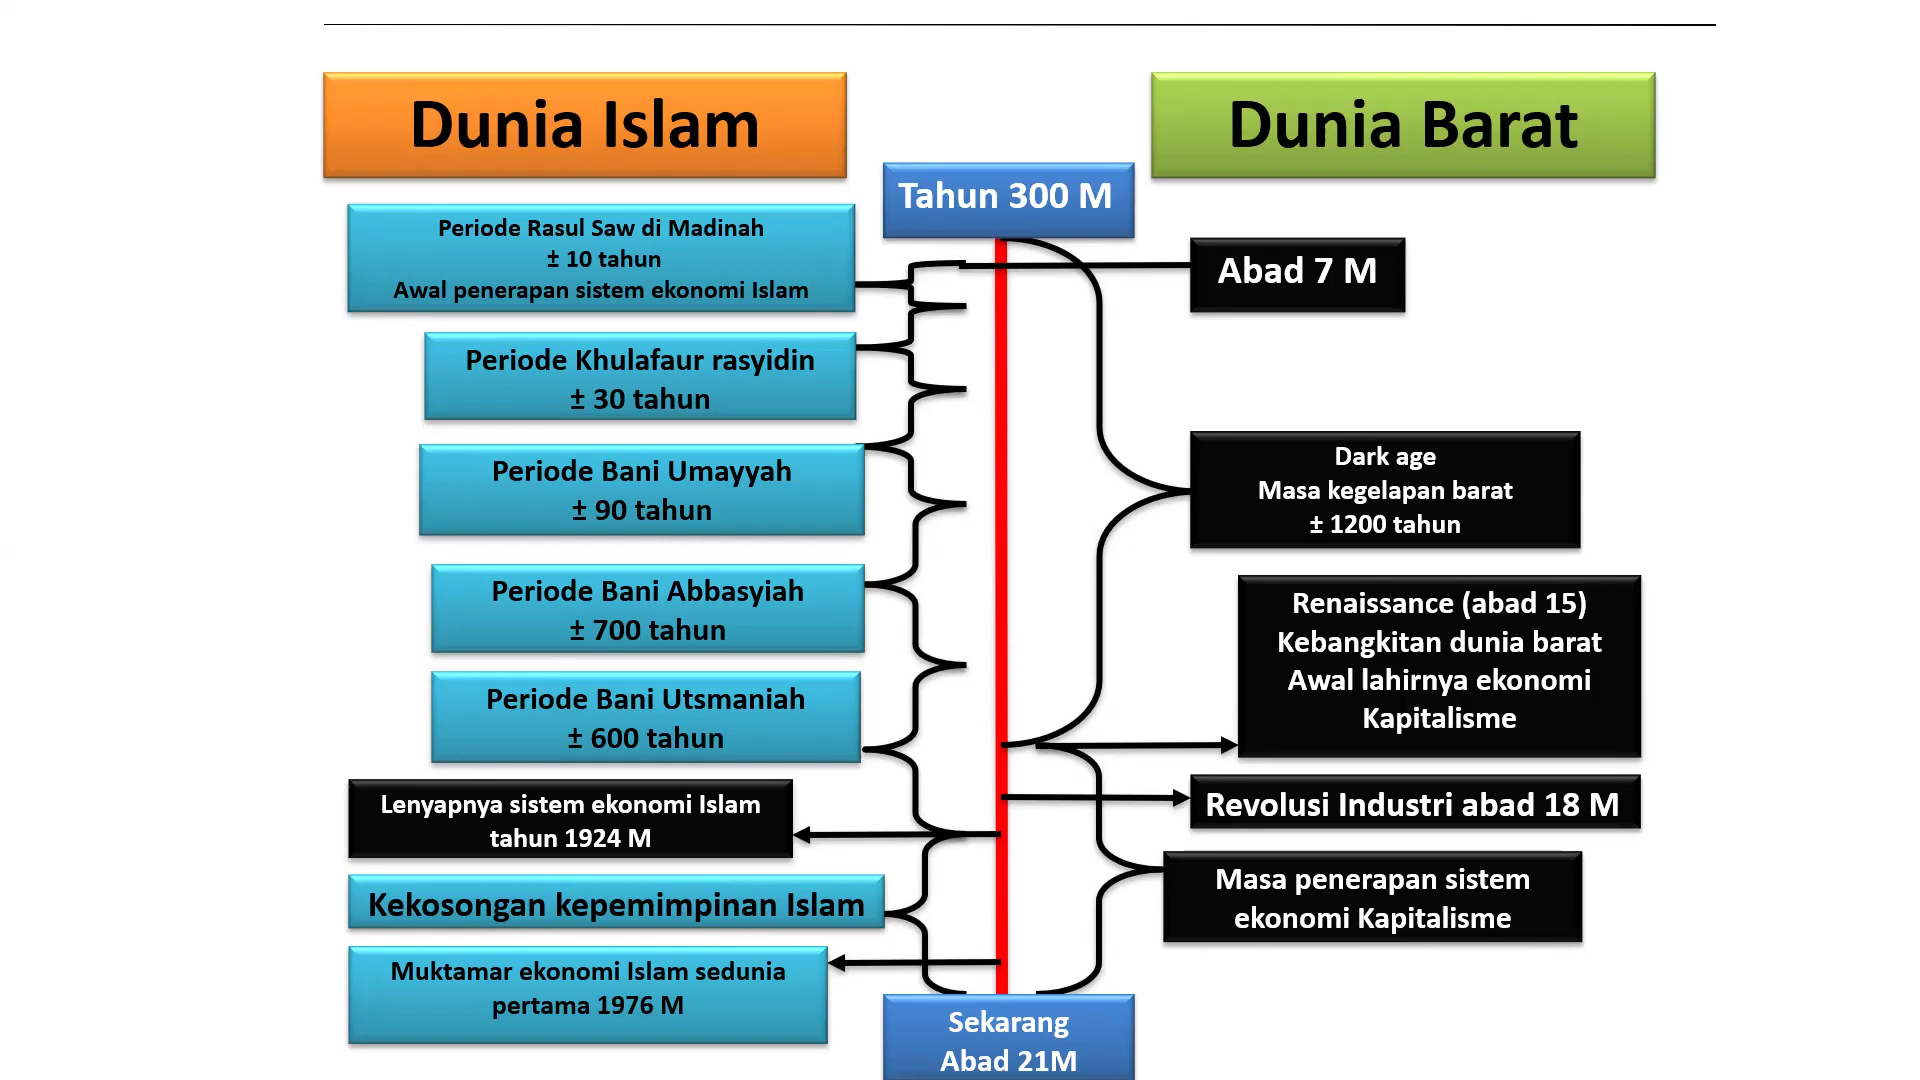 Dunia Islam
Dunia Barat
Tahun 300 M
Periode Rasul Saw di Madinah
± 10 tahun
Awal penerapan sistem ekonomi Islam
Abad 7 M
Periode Khulafaur rasyidin
± 30 tahun
Periode Bani Umayyah
± 90 tahun
Dark age
Masa kegelapan barat
± 1200 tahun
Periode Bani Abbasyiah
± 700 tahun
Renaissance (abad 15)
Kebangkitan dunia barat
Awal lahirnya ekonomi
Kapitalisme
Periode Bani Utsmaniah
± 600 tahun
Lenyapnya sistem ekonomi Islam
tahun 1924 M
Revolusi Industri abad 18 M
Kekosongan kepemimpinan Islam
Masa penerapan sistem
ekonomi Kapitalisme
Muktamar ekonomi Islam sedunia
pertama 1976 M
Sekarang
Abad 21M